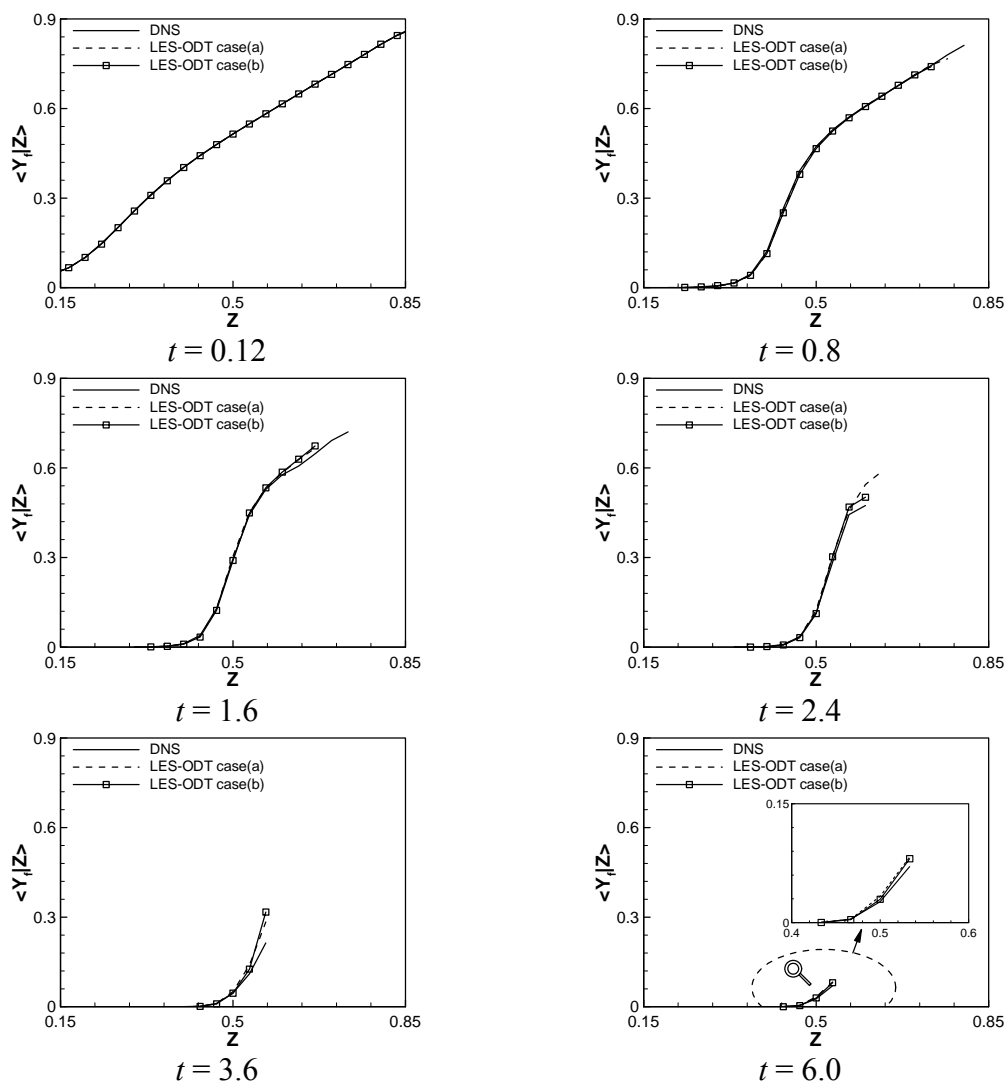 0.9
DNS
LES-ODT case(a)
LES-ODT case(b)
0.6
<Y_f|Z>
0.3
0
0.15
0.5
0.85
Z
t = 0.12
0.9
DNS
LES-ODT case(a)
LES-ODT case(b)
0.6
<Y_f|Z>
0.3
0
0.15
0.5
0.85
Z
t = 0.8
0.9
DNS
LES-ODT case(a)
LES-ODT case(b)
0.6
<Y_f|Z>
0.3
0
0.15
0.5
0.85
Z
t = 1.6
0.9
DNS
LES-ODT case(a)
LES-ODT case(b)
0.6
<Y_f|Z>
0.3
0
0.15
0.5
0.85
Z
t = 2.4
0.9
DNS
LES-ODT case(a)
LES-ODT case(b)
0.6
<Y_f|Z>
0.3
0
0.15
0.5
0.85
Z
t = 3.6
0.9
DNS
LES-ODT case(a)
LES-ODT case(b)
0.15
0.6
<Y_f|Z>
0.3
0
0.4
0.5
0.6
0
0.15
0.5
0.85
Z
t = 6.0